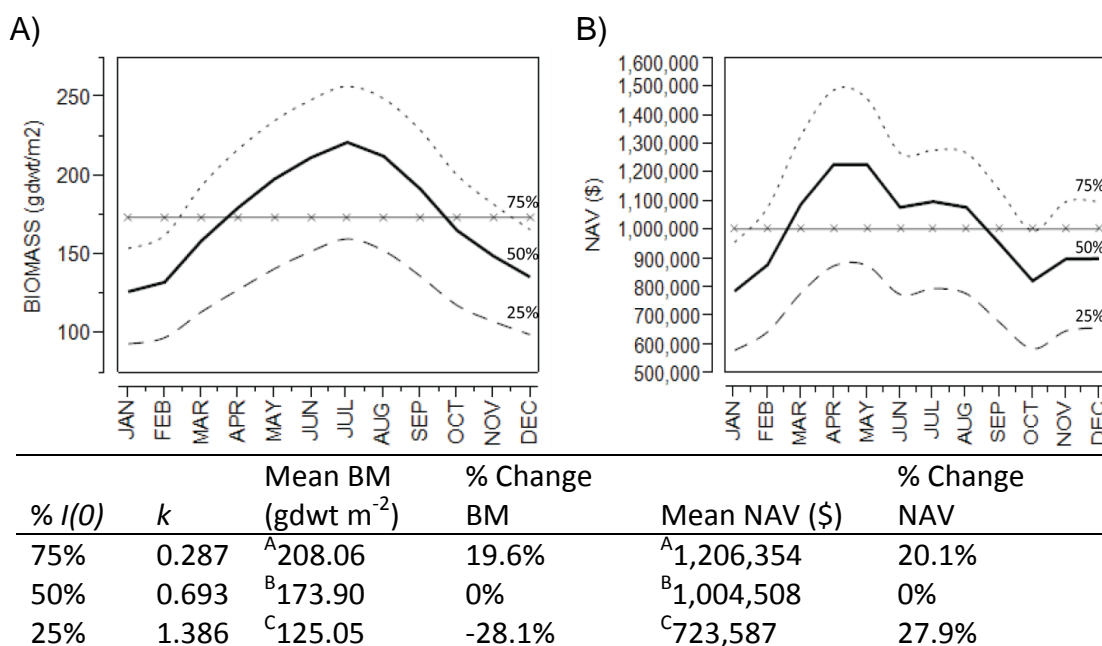 A)
B)
BIOMASS (gdwt/m2)
250
200
150
100
75%
50%
25%
JAN
FEB
MAR
APR
MAY
JUN
JUL
AUG
SEP
OCT
NOV
DEC
NAV ($)
1,600,000
1,500,000
1,400,000
1,300,000
1,200,000
1,100,000
1,000,000
900,000
800,000
700,000
600,000
500,000
75%
50%
25%
JAN
FEB
MAR
APR
MAY
JUN
JUL
AUG
SEP
OCT
NOV
DEC
Mean BM % Change % Change
% I(0) k (gdwt m⁻²) BM Mean NAV ($) NAV
75% 0.287 ᴬ208.06 19.6% ᴬ1,206,354 20.1%
50% 0.693 ᴮ173.90 0% ᴮ1,004,508 0%
25% 1.386 ᶜ125.05 -28.1% ᶜ723,587 27.9%